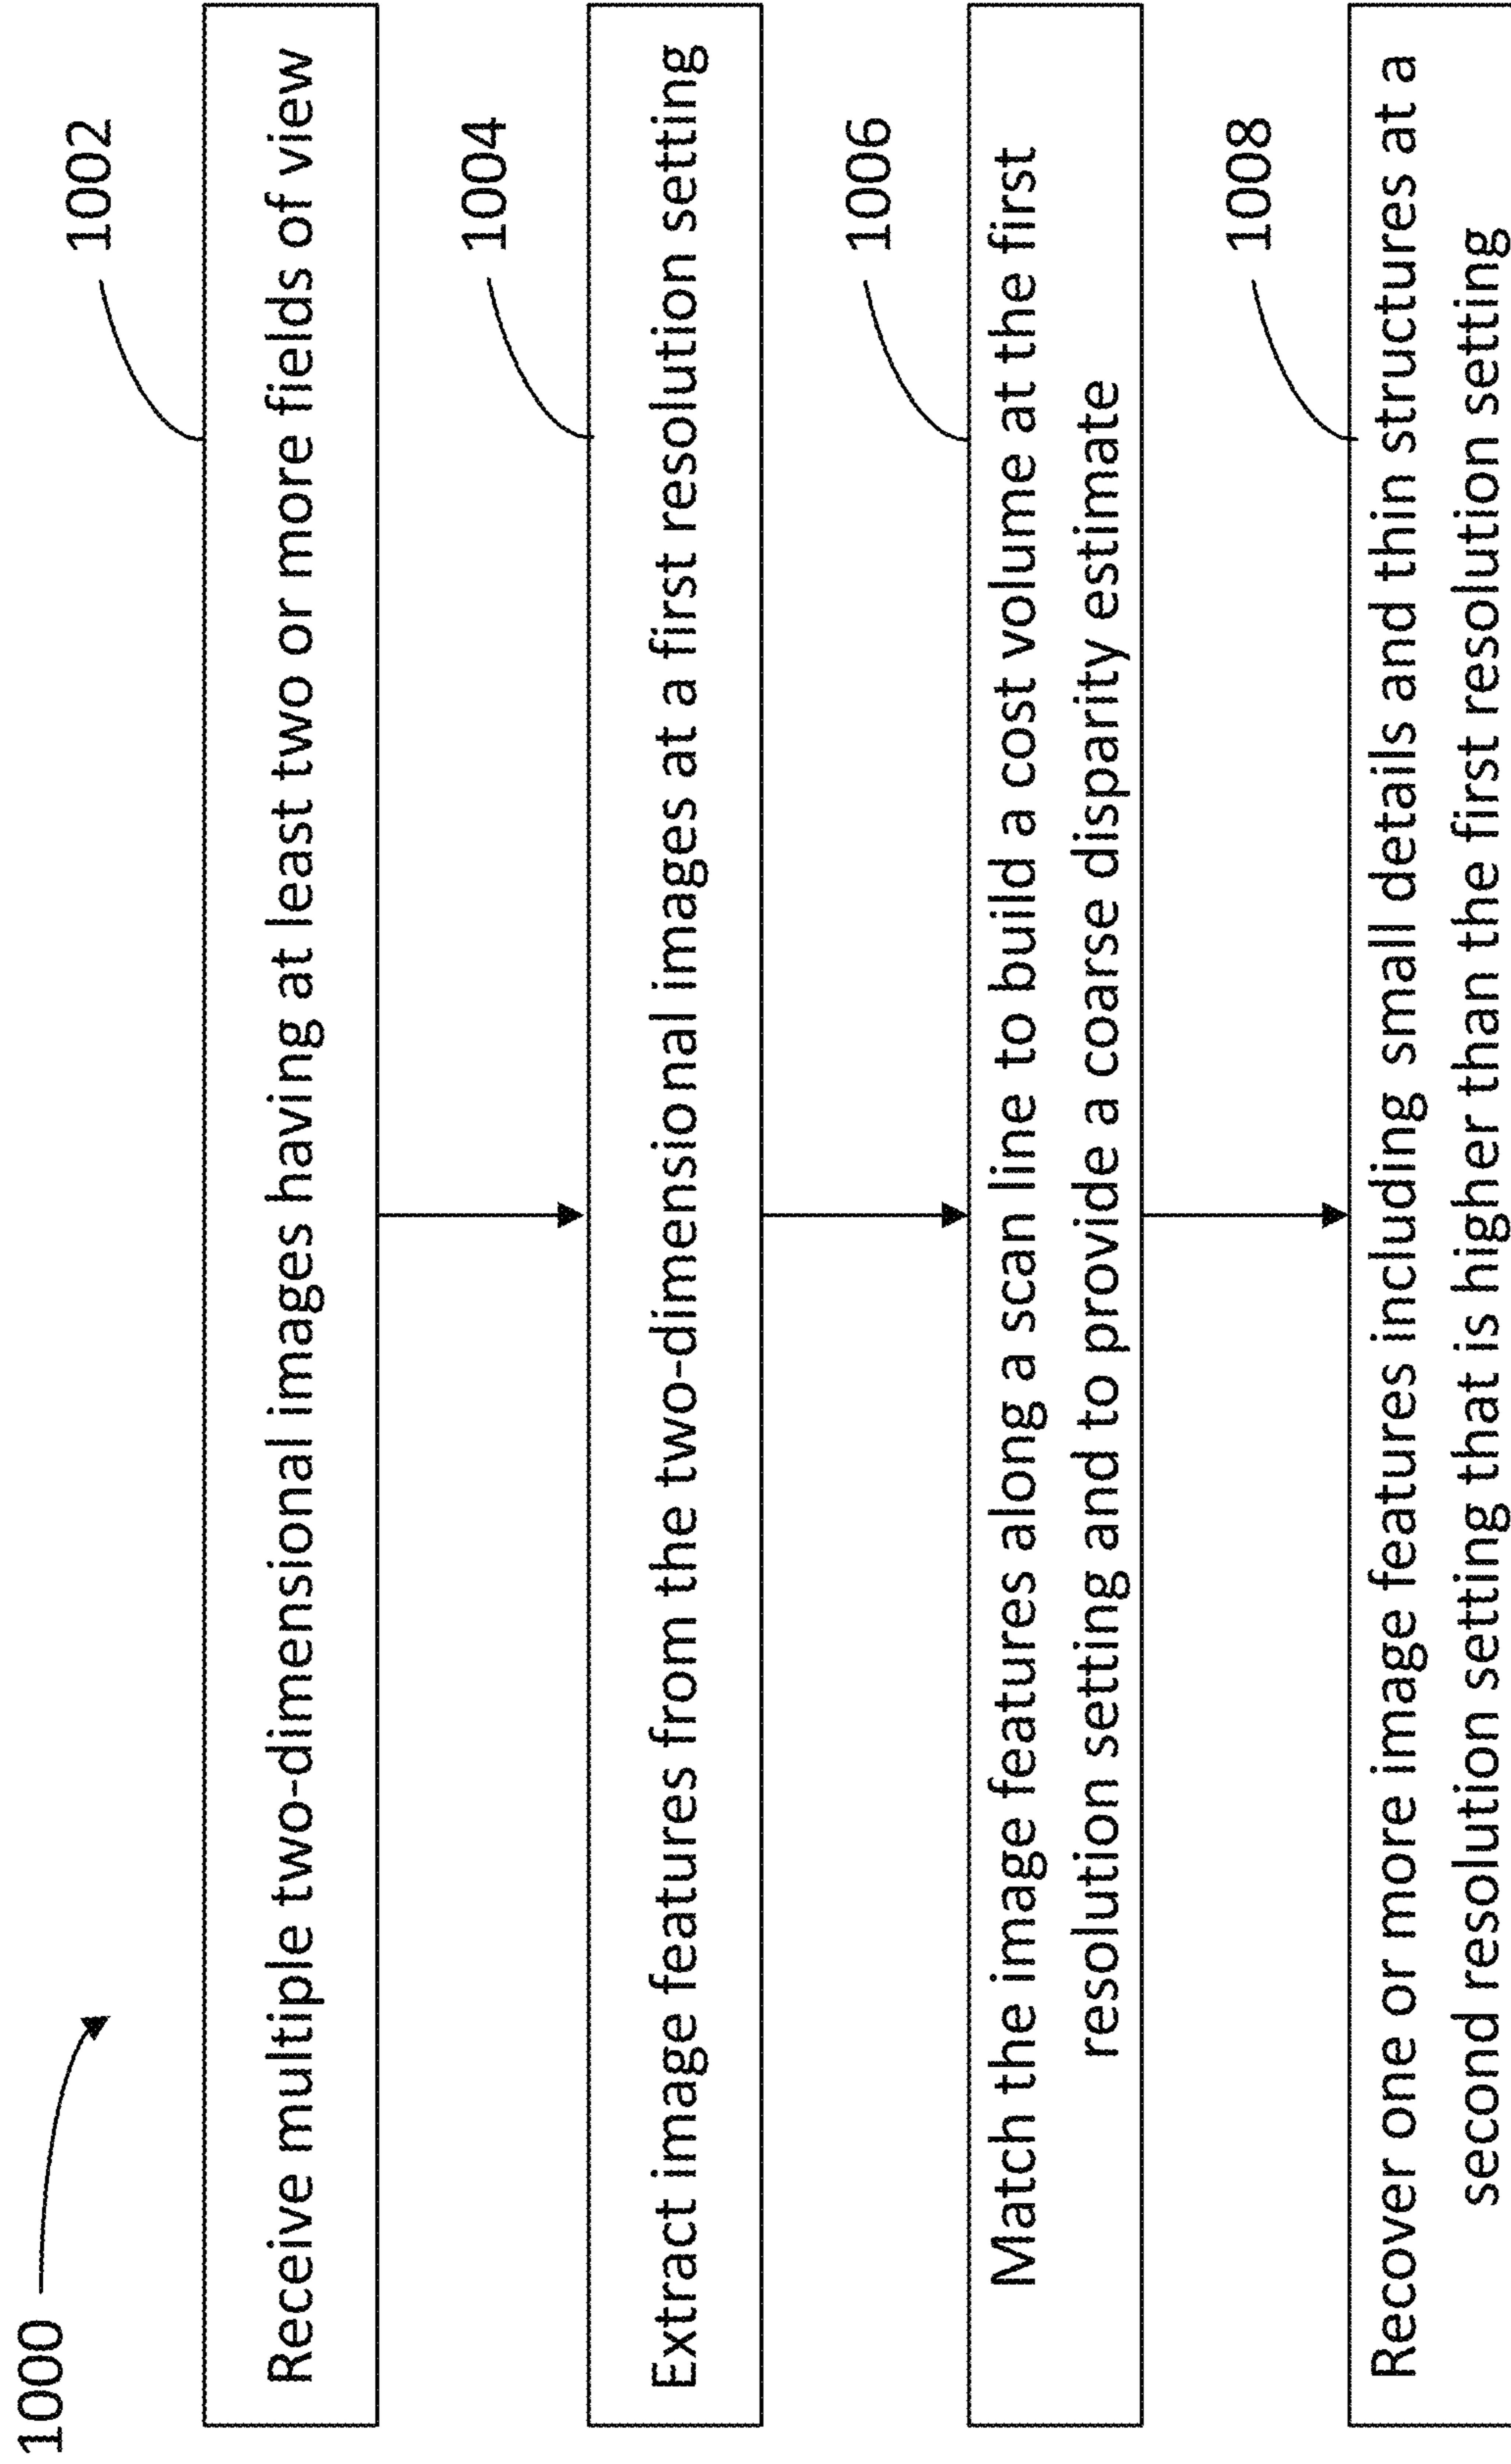 1000
1002
Receive multiple two-dimensional images having at least two or more fields of view
1004
Extract image features from the two-dimensional images at a first resolution setting
1006
Match the image features along a scan line to build a cost volume at the first
resolution setting and to provide a coarse disparity estimate
1008
Recover one or more image features including small details and thin structures at a
second resolution setting that is higher than the first resolution setting